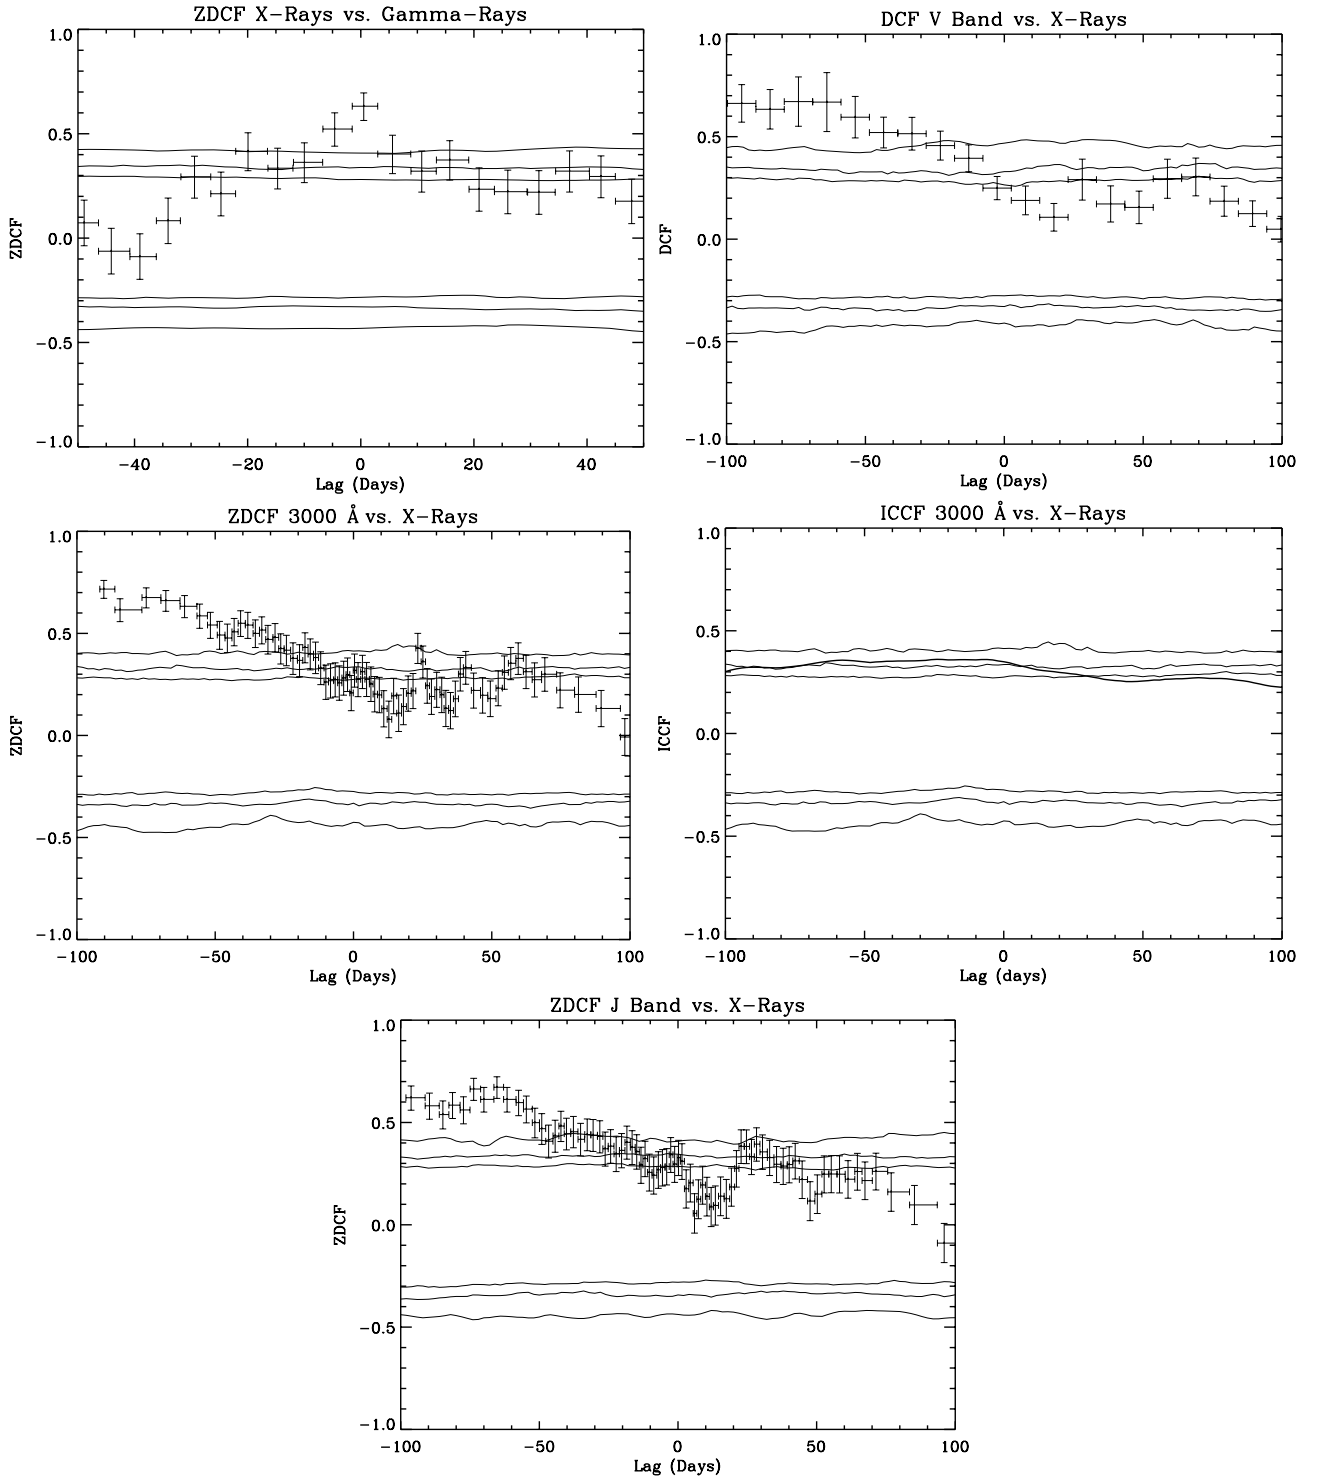 ZDCF X-Rays vs. Gamma-Rays
1.0
0.5
0.0
-0.5
-1.0
ZDCF
-40 -20 0 20 40
Lag (Days)
DCF V Band vs. X-Rays
1.0
0.5
0.0
-0.5
-1.0
DCF
-100 -50 0 50 100
Lag (Days)
ZDCF 3000 Å vs. X-Rays
1.0
0.5
0.0
-0.5
-1.0
ZDCF
-100 -50 0 50 100
Lag (Days)
ICCF 3000 Å vs. X-Rays
1.0
0.5
0.0
-0.5
-1.0
ICCF
-100 -50 0 50 100
Lag (days)
ZDCF J Band vs. X-Rays
1.0
0.5
0.0
-0.5
-1.0
ZDCF
-100 -50 0 50 100
Lag (Days)